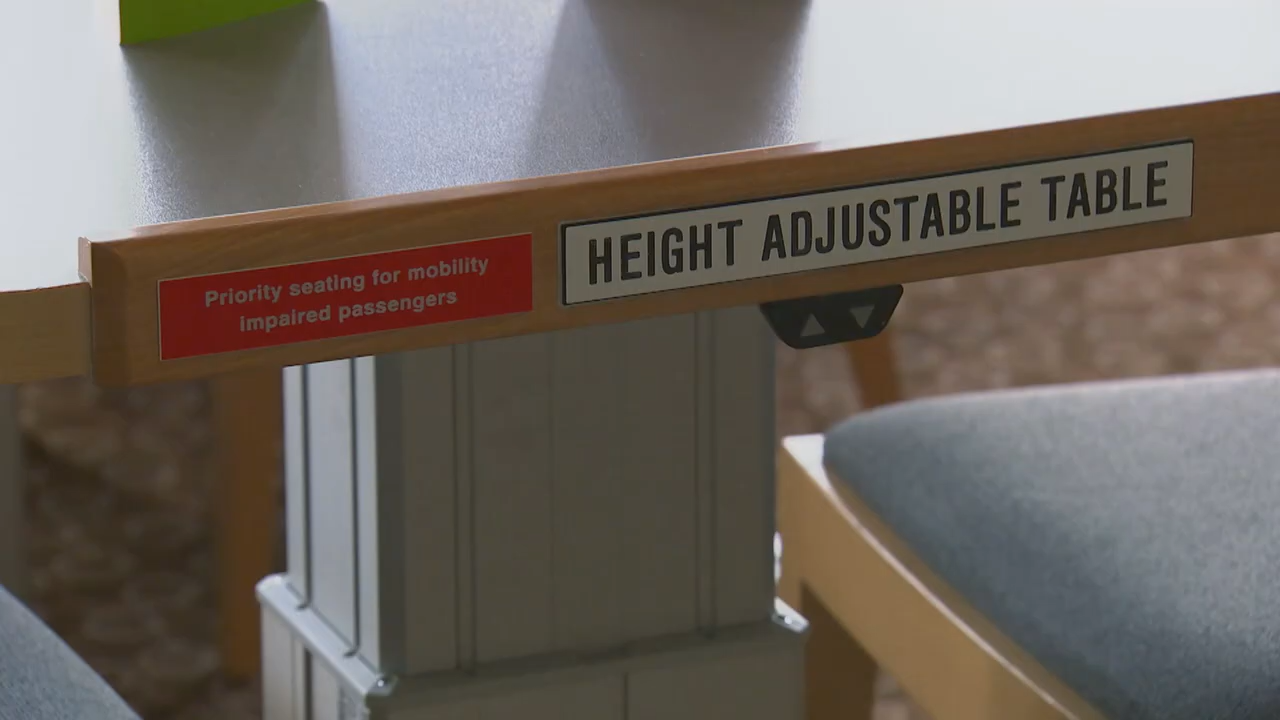 Priority seating for mobility
impaired passengers
HEIGHT ADJUSTABLE TABLE